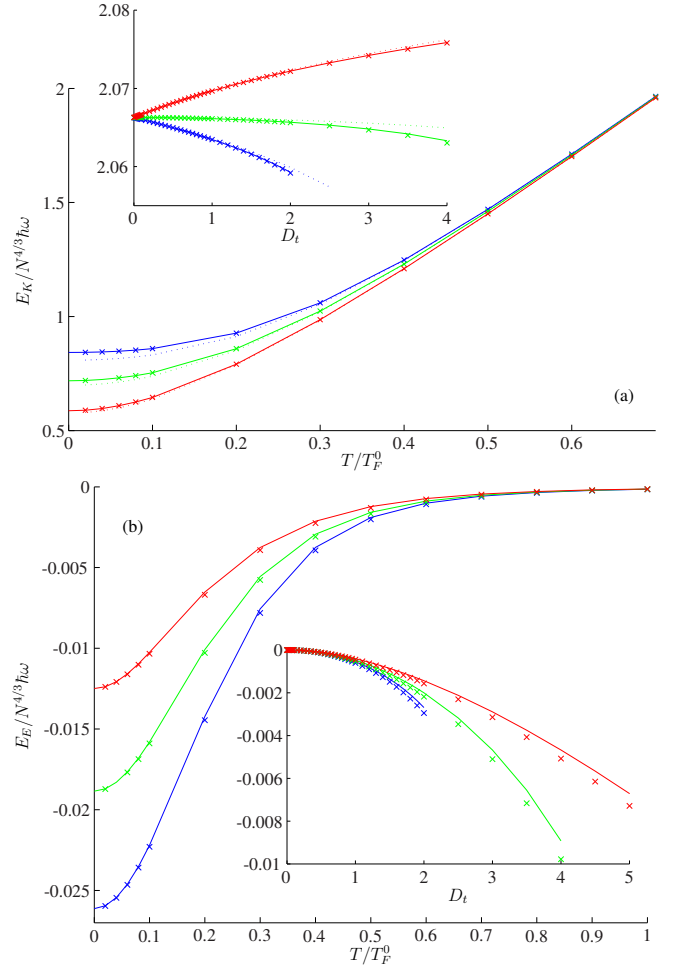 2.08
2.07
2.06
0 1 2 3 4
D_t
2
1.5
1
0.5
E_K/N^{4/3}ħω
(a)
0 0.1 0.2 0.3 0.4 0.5 0.6
T/T_F^0
0
-0.005
-0.01
-0.015
-0.02
-0.025
E_E/N^{4/3}ħω
(b)
0
-0.002
-0.004
-0.006
-0.008
-0.01
0 1 2 3 4 5
D_t
0 0.1 0.2 0.3 0.4 0.5 0.6 0.7 0.8 0.9 1
T/T_F^0